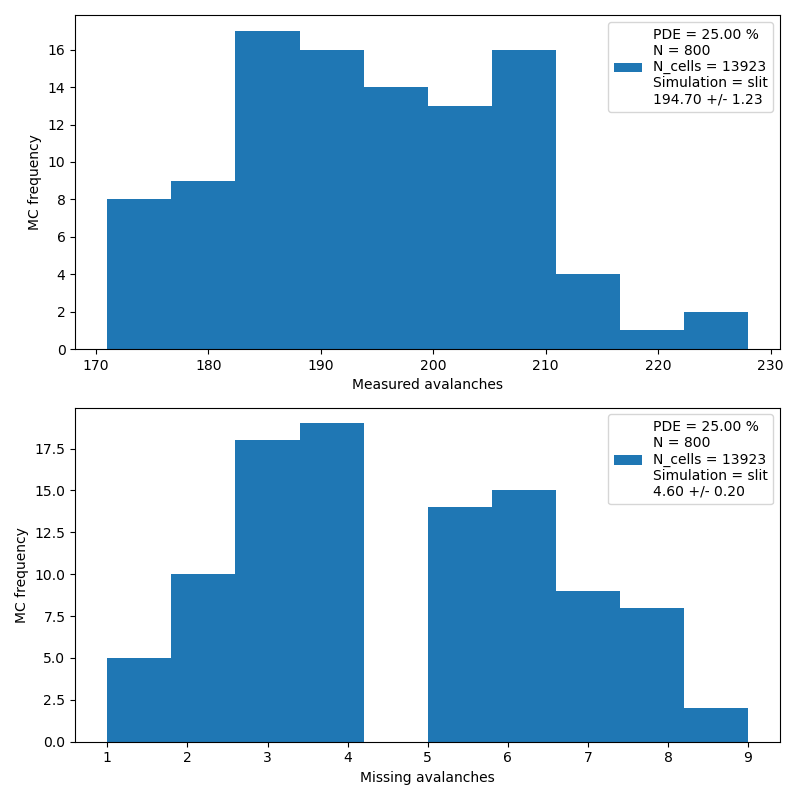 16
14
12
10
8
6
4
2
0
MC frequency
PDE = 25.00 %
N = 800
N_cells = 13923
Simulation = slit
194.70 +/- 1.23
170 180 190 200 210 220 230
Measured avalanches
17.5
15.0
12.5
10.0
7.5
5.0
2.5
0.0
MC frequency
PDE = 25.00 %
N = 800
N_cells = 13923
Simulation = slit
4.60 +/- 0.20
1 2 3 4 5 6 7 8 9
Missing avalanches